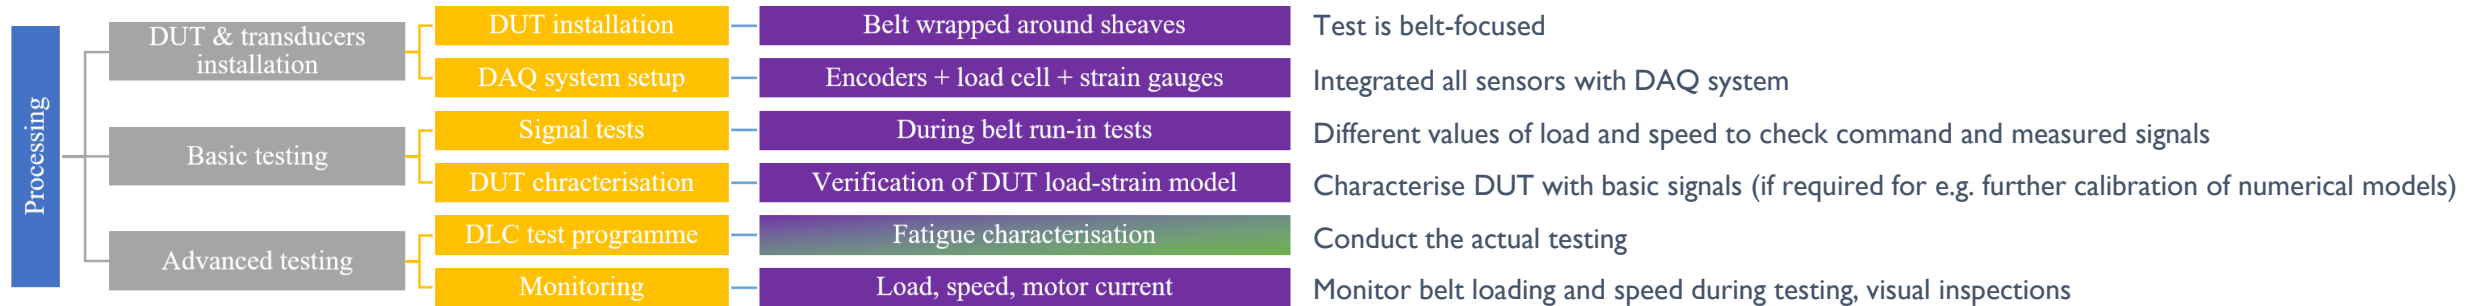 Processing
DUT & transducers
installation
DUT installation
Belt wrapped around sheaves
Test is belt-focused
DAQ system setup
Encoders + load cell + strain gauges
Integrated all sensors with DAQ system
Basic testing
Signal tests
During belt run-in tests
Different values of load and speed to check command and measured signals
DUT chracterisation
Verification of DUT load-strain model
Characterise DUT with basic signals (if required for e.g. further calibration of numerical models)
Advanced testing
DLC test programme
Fatigue characterisation
Conduct the actual testing
Monitoring
Load, speed, motor current
Monitor belt loading and speed during testing, visual inspections